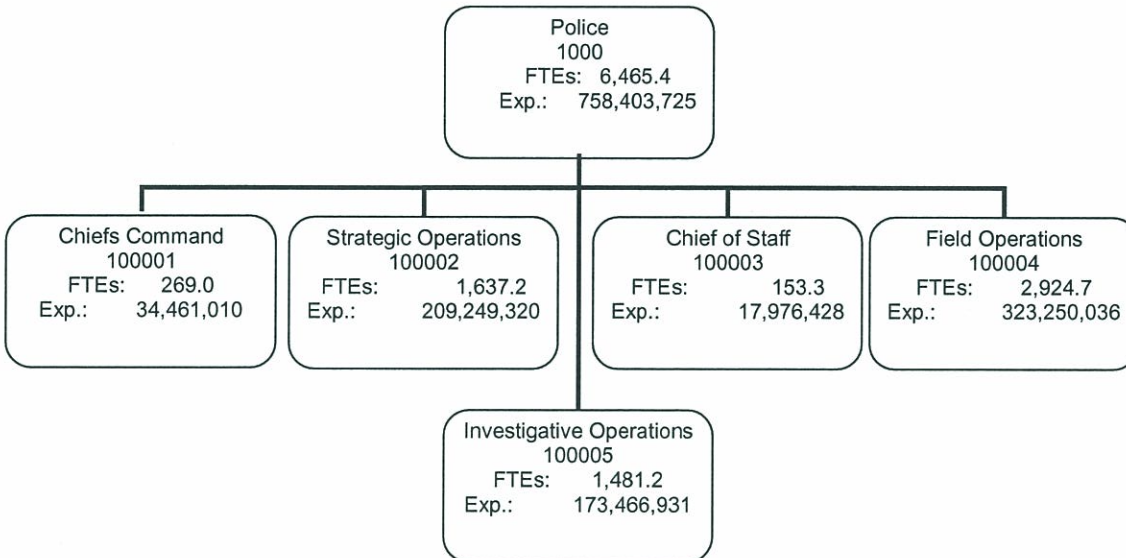 Police
1000
FTEs: 6,465.4
Exp.: 758,403,725
Chiefs Command
100001
FTEs: 269.0
Exp.: 34,461,010
Strategic Operations
100002
FTEs: 1,637.2
Exp.: 209,249,320
Chief of Staff
100003
FTEs: 153.3
Exp.: 17,976,428
Field Operations
100004
FTEs: 2,924.7
Exp.: 323,250,036
Investigative Operations
100005
FTEs: 1,481.2
Exp.: 173,466,931